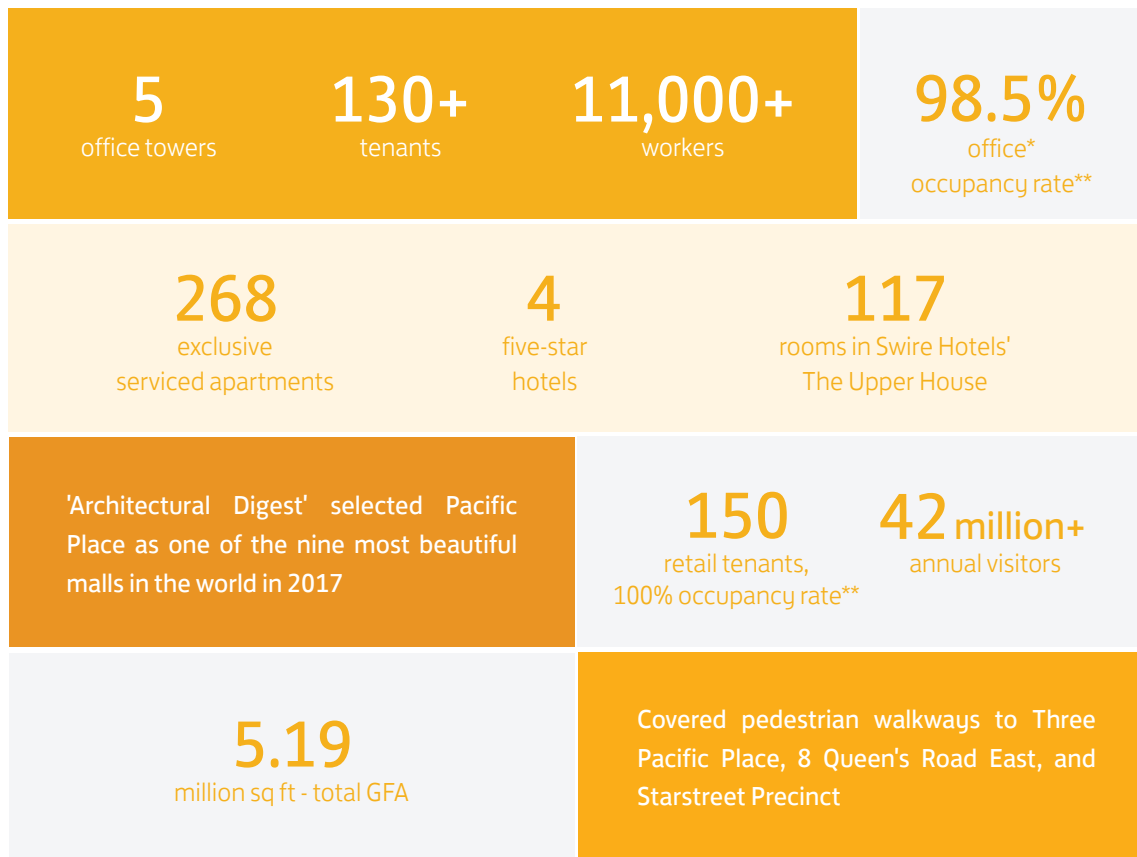 5
office towers
130+
tenants
11,000+
workers
98.5%
office*
occupancy rate**
268
exclusive
serviced apartments
4
five-star
hotels
117
rooms in Swire Hotels'
The Upper House
'Architectural Digest' selected Pacific
Place as one of the nine most beautiful
malls in the world in 2017
150
retail tenants,
100% occupancy rate**
42 million+
annual visitors
5.19
million sq ft - total GFA
Covered pedestrian walkways to Three
Pacific Place, 8 Queen's Road East, and
Starstreet Precinct